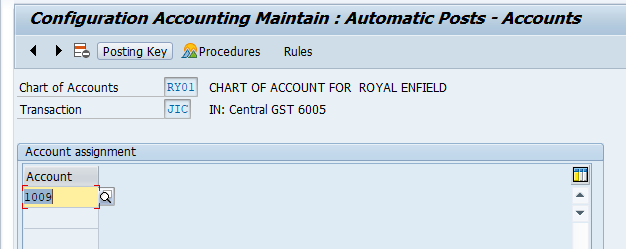 Configuration Accounting Maintain : Automatic Posts - Accounts
Posting Key Procedures Rules
Chart of Accounts RY01 CHART OF ACCOUNT FOR ROYAL ENFIELD
Transaction JIC IN: Central GST 6005
Account assignment
Account
1009